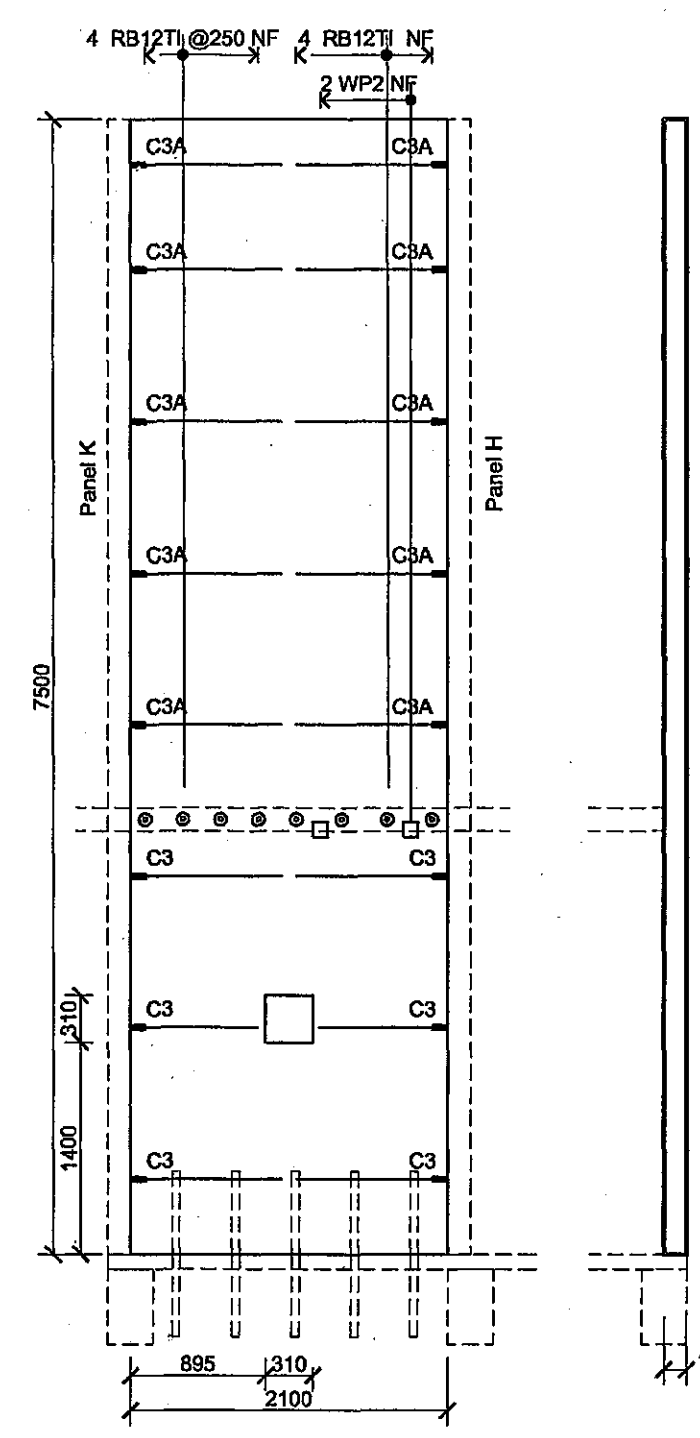 4 RB12TI @250 NF 4 RB12TI NF
2 WP2 NF
C3A C3A
C3A C3A
C3A C3A
Panel K Panel H
C3A C3A
7500
C3A C3A
C3 C3
310
C3 C3
1400
C3 C3
895 310
2100